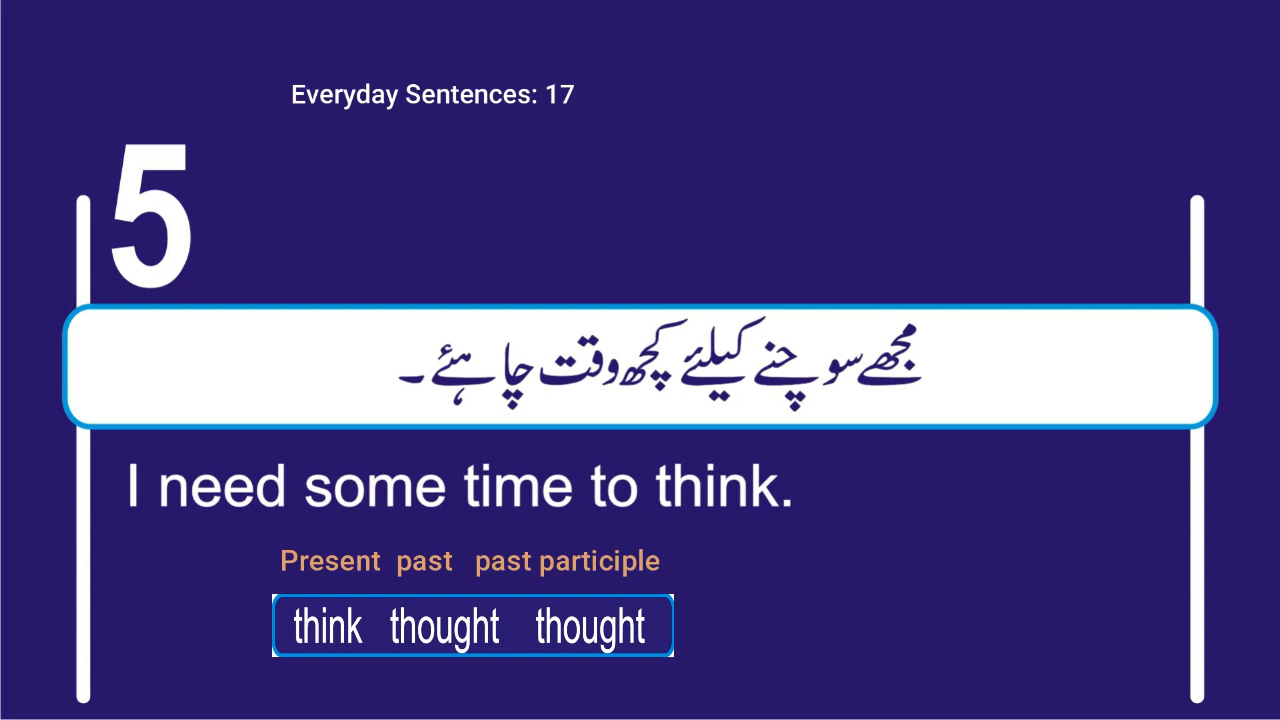 Everyday Sentences: 17
5
مجھے سوچنے کیلئے کچھ وقت چاہئے ۔
I need some time to think.
Present past past participle
think thought thought